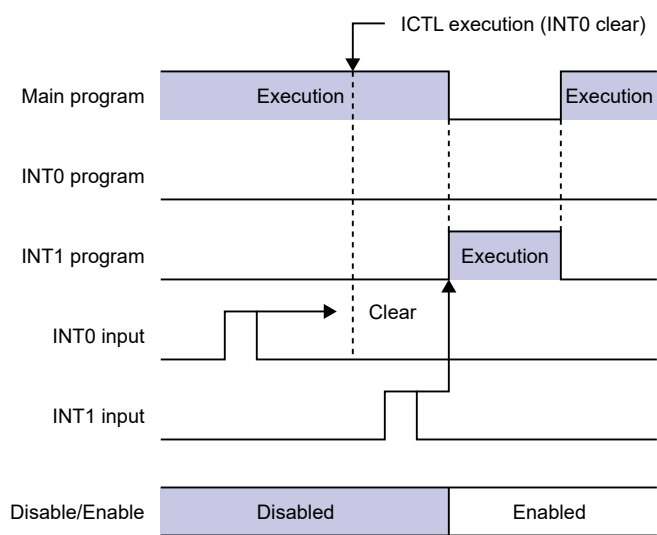 ICTL execution (INT0 clear)
Main program
Execution
Execution
INT0 program
INT1 program
Execution
Clear
INT0 input
INT1 input
Disable/Enable
Disabled
Enabled